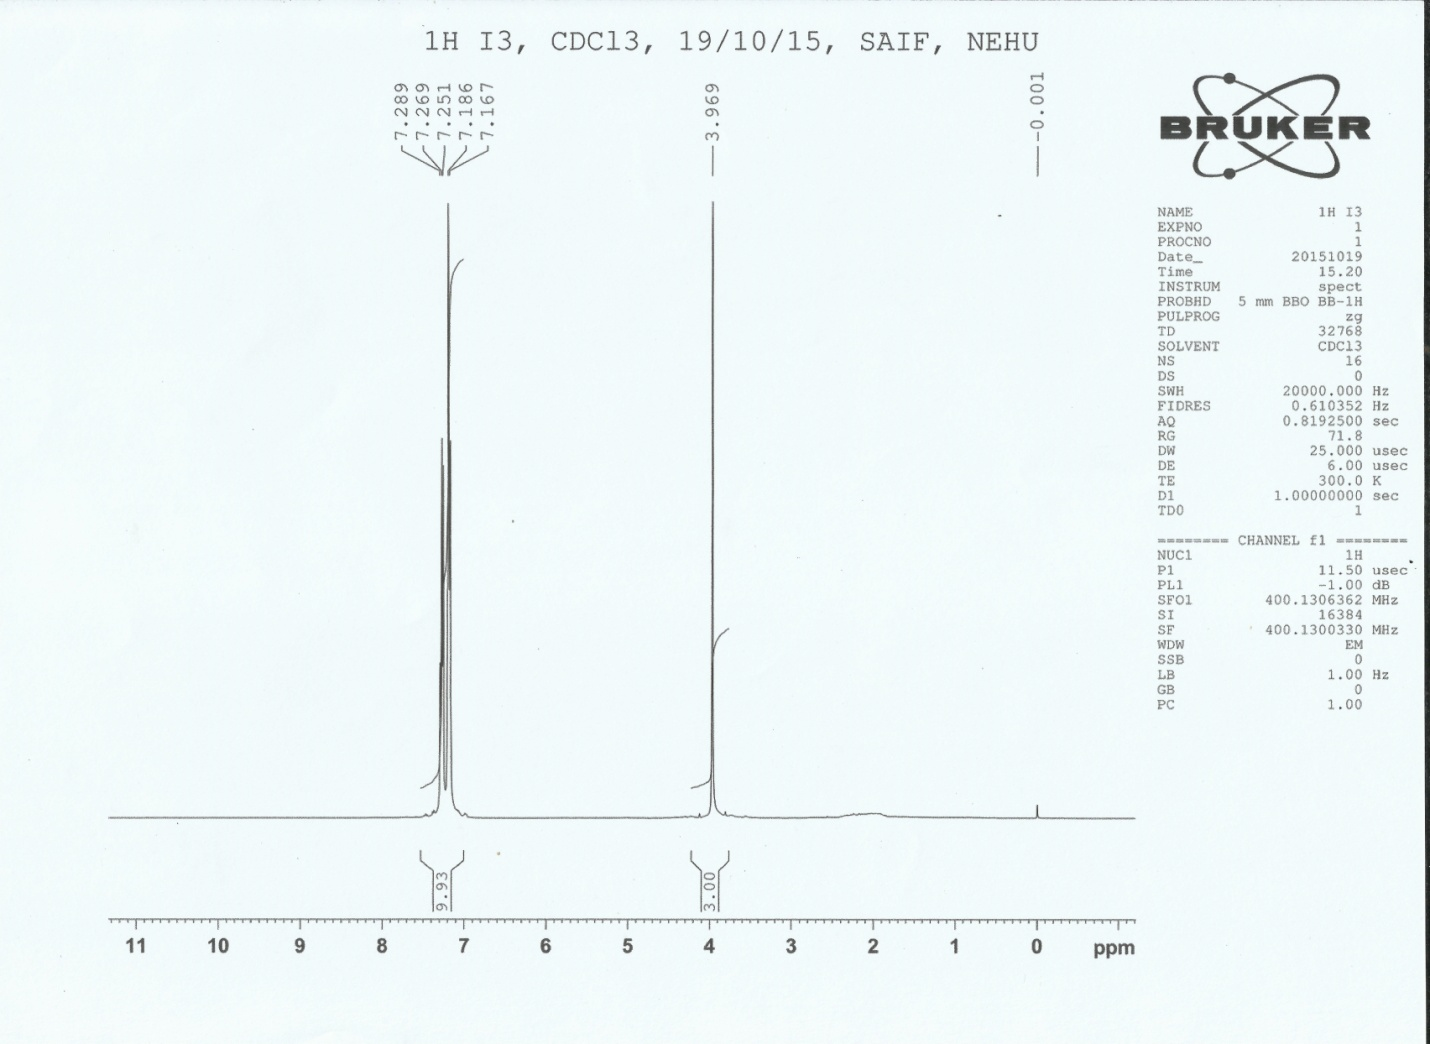 1H I3, CDCl3, 19/10/15, SAIF, NEHU
7.289
7.269
7.251
7.186
7.167
3.969
-0.001
BRUKER
NAME 1H I3
EXPNO 1
PROCNO 1
Date_ 20151019
Time 15.20
INSTRUM spect
PROBHD 5 mm BBO BB-1H
PULPROG zg
TD 32768
SOLVENT CDCl3
NS 16
DS 0
SWH 20000.000 Hz
FIDRES 0.610352 Hz
AQ 0.8192500 sec
RG 71.8
DW 25.000 usec
DE 6.00 usec
TE 300.0 K
D1 1.00000000 sec
TD0 1
======== CHANNEL f1 ========
NUC1 1H
P1 11.50 usec
PL1 -1.00 dB
SFO1 400.1306362 MHz
SI 16384
SF 400.1300330 MHz
WDW EM
SSB 0
LB 1.00 Hz
GB 0
PC 1.00
9.93
3.00
11 10 9 8 7 6 5 4 3 2 1 0 ppm